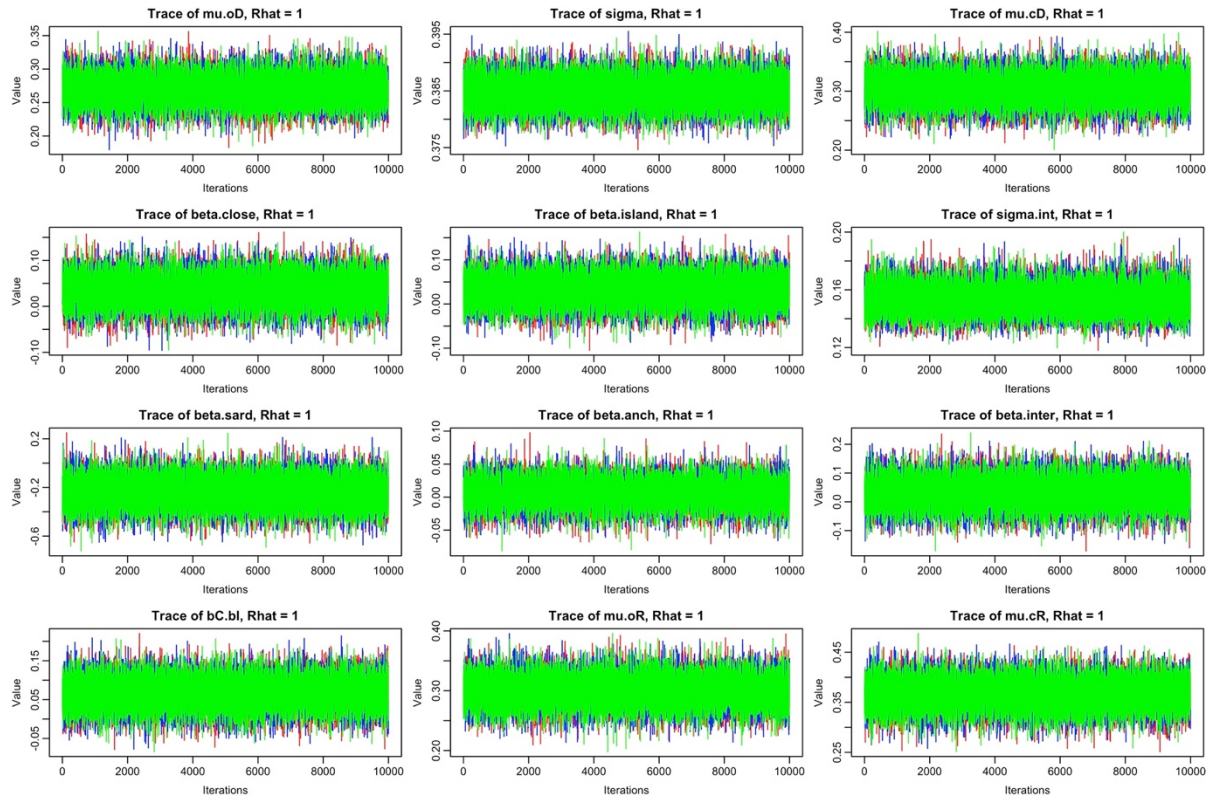 Trace of mu.oD, Rhat = 1
Value
0.35
0.30
0.25
0.20
0 2000 4000 6000 8000 10000
Iterations
Trace of sigma, Rhat = 1
Value
0.395
0.385
0.375
0 2000 4000 6000 8000 10000
Iterations
Trace of mu.cD, Rhat = 1
Value
0.40
0.30
0.20
0 2000 4000 6000 8000 10000
Iterations
Trace of beta.close, Rhat = 1
Value
0.10
0.00
-0.10
0 2000 4000 6000 8000 10000
Iterations
Trace of beta.island, Rhat = 1
Value
0.10
0.00
-0.10
0 2000 4000 6000 8000 10000
Iterations
Trace of sigma.int, Rhat = 1
Value
0.20
0.16
0.12
0 2000 4000 6000 8000 10000
Iterations
Trace of beta.sard, Rhat = 1
Value
0.2
-0.2
-0.6
0 2000 4000 6000 8000 10000
Iterations
Trace of beta.anch, Rhat = 1
Value
0.10
0.05
0.00
-0.05
0 2000 4000 6000 8000 10000
Iterations
Trace of beta.inter, Rhat = 1
Value
0.2
0.1
0.0
-0.1
0 2000 4000 6000 8000 10000
Iterations
Trace of bC.bI, Rhat = 1
Value
0.15
0.05
-0.05
0 2000 4000 6000 8000 10000
Iterations
Trace of mu.oR, Rhat = 1
Value
0.40
0.30
0.20
0 2000 4000 6000 8000 10000
Iterations
Trace of mu.cR, Rhat = 1
Value
0.45
0.35
0.25
0 2000 4000 6000 8000 10000
Iterations